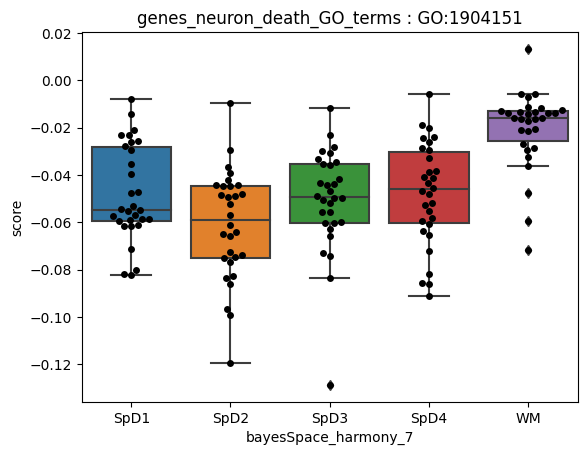 genes_neuron_death_GO_terms : GO:1904151
0.02
0.00
−0.02
−0.04
−0.06
−0.08
−0.10
−0.12
score
SpD1 SpD2 SpD3 SpD4 WM
bayesSpace_harmony_7